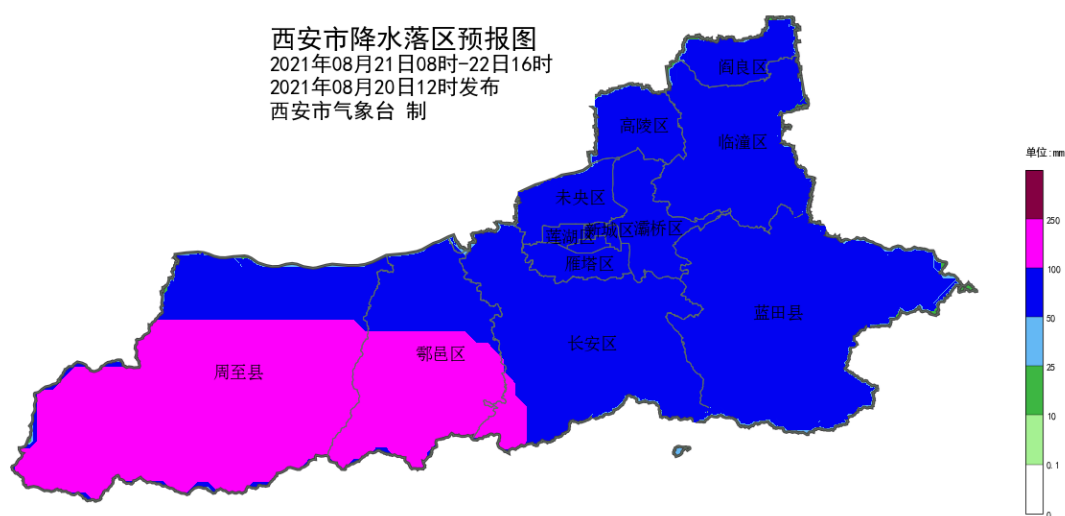 西安市降水落区预报图
2021年08月21日08时-22日16时
2021年08月20日12时发布
西安市气象台 制
阎良区
高陵区
临潼区
未央区
莲湖区
新城区
灞桥区
雁塔区
蓝田县
长安区
鄠邑区
周至县
单位:mm
250
100
50
25
10
0.1
0